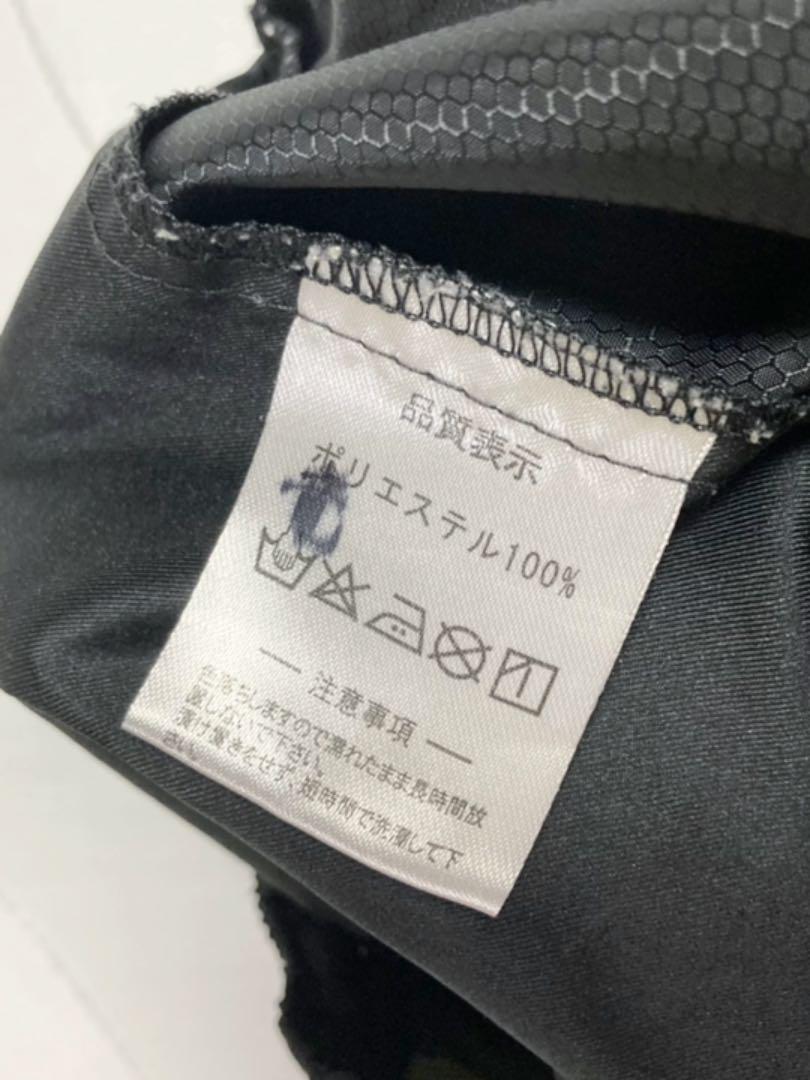 品質表示
ポリエステル100%
注意事項
色落ちしますので濡れたまま長時間放
置しないで下さい。
漬け置きをせず、短時間で洗濯して下
さい。